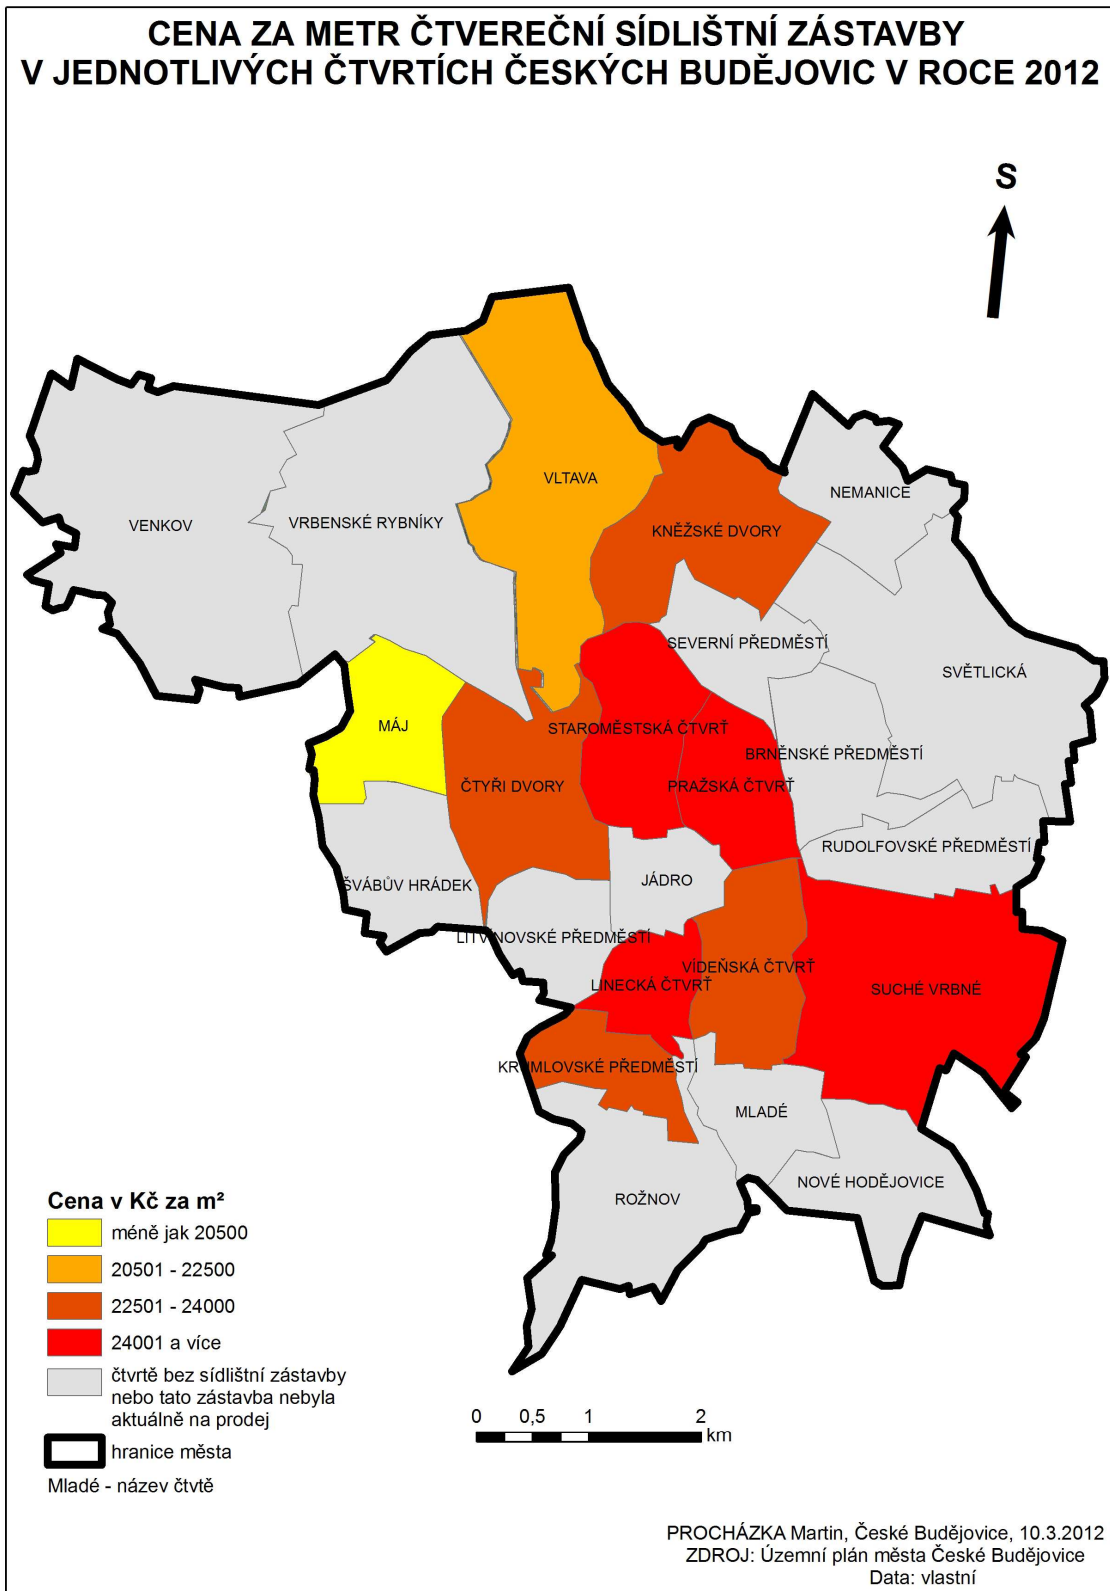 CENA ZA METR ČTVEREČNÍ SÍDLIŠTNÍ ZÁSTAVBY
V JEDNOTLIVÝCH ČTVRTÍCH ČESKÝCH BUDĚJOVIC V ROCE 2012
S
VLTAVA
NEMANICE
VENKOV
VRBENSKÉ RYBNÍKY
KNĚŽSKÉ DVORY
SEVERNÍ PŘEDMĚSTÍ
SVĚTLICKÁ
MÁJ
STAROMĚSTSKÁ ČTVRŤ
BRNĚNSKÉ PŘEDMĚSTÍ
ČTYŘI DVORY
PRAŽSKÁ ČTVRŤ
RUDOLFOVSKÉ PŘEDMĚSTÍ
ŠVÁBŮV HRÁDEK
JÁDRO
LITVÍNOVSKÉ PŘEDMĚSTÍ
VÍDEŇSKÁ ČTVRŤ
LINECKÁ ČTVRŤ
SUCHÉ VRBNÉ
KRUMLOVSKÉ PŘEDMĚSTÍ
MLADÉ
NOVÉ HODĚJOVICE
ROŽNOV
Cena v Kč za m²
méně jak 20500
20501 - 22500
22501 - 24000
24001 a více
čtvrtě bez sídlištní zástavby
nebo tato zástavba nebyla
aktuálně na prodej
hranice města
Mladé - název čtvtě
0 0,5 1 2
km
PROCHÁZKA Martin, České Budějovice, 10.3.2012
ZDROJ: Územní plán města České Budějovice
Data: vlastní